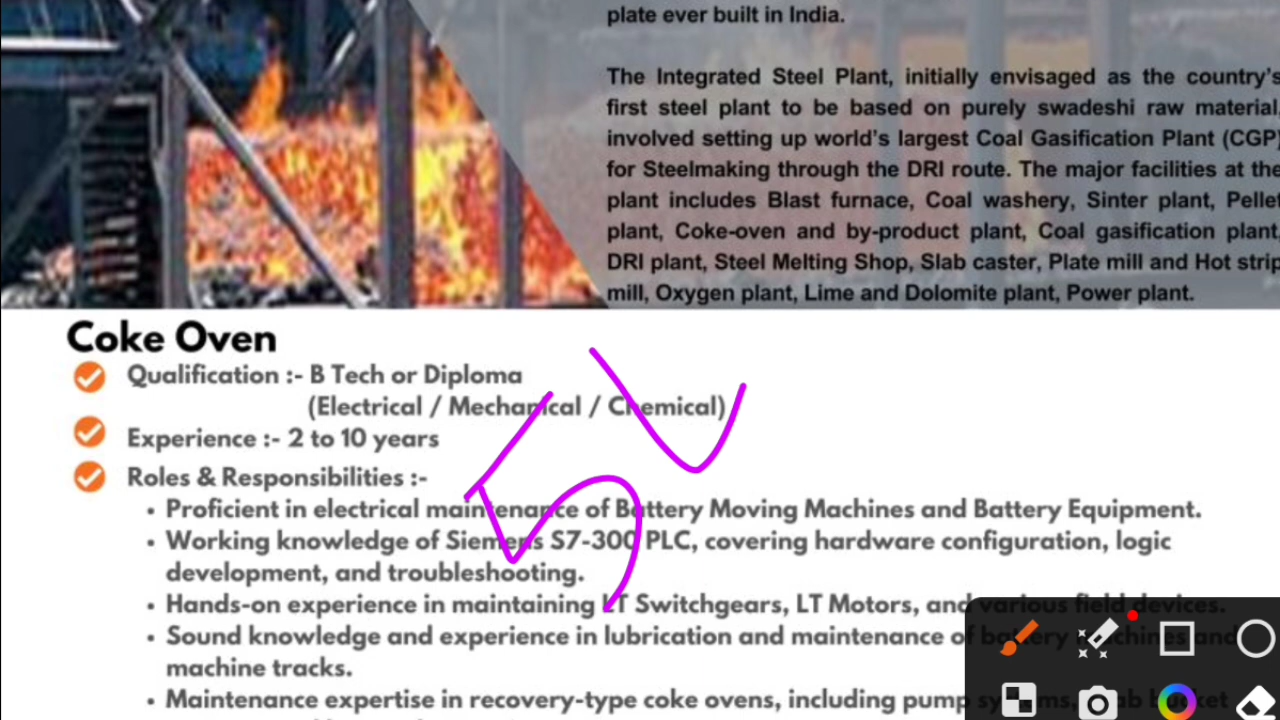 plate ever built in India.
The Integrated Steel Plant, initially envisaged as the country's
first steel plant to be based on purely swadeshi raw material,
involved setting up world's largest Coal Gasification Plant (CGP)
for Steelmaking through the DRI route. The major facilities at the
plant includes Blast furnace, Coal washery, Sinter plant, Pellet
plant, Coke-oven and by-product plant, Coal gasification plant,
DRI plant, Steel Melting Shop, Slab caster, Plate mill and Hot strip
mill, Oxygen plant, Lime and Dolomite plant, Power plant.
Coke Oven
Qualification :- B Tech or Diploma
(Electrical / Mechanical / Chemical)
Experience :- 2 to 10 years
Roles & Responsibilities :-
• Proficient in electrical maintenance of Battery Moving Machines and Battery Equipment.
• Working knowledge of Siemens S7-300 PLC, covering hardware configuration, logic
development, and troubleshooting.
• Hands-on experience in maintaining LT Switchgears, LT Motors, and various field devices.
• Sound knowledge and experience in lubrication and maintenance of battery machines and
machine tracks.
• Maintenance expertise in recovery-type coke ovens, including pump systems,